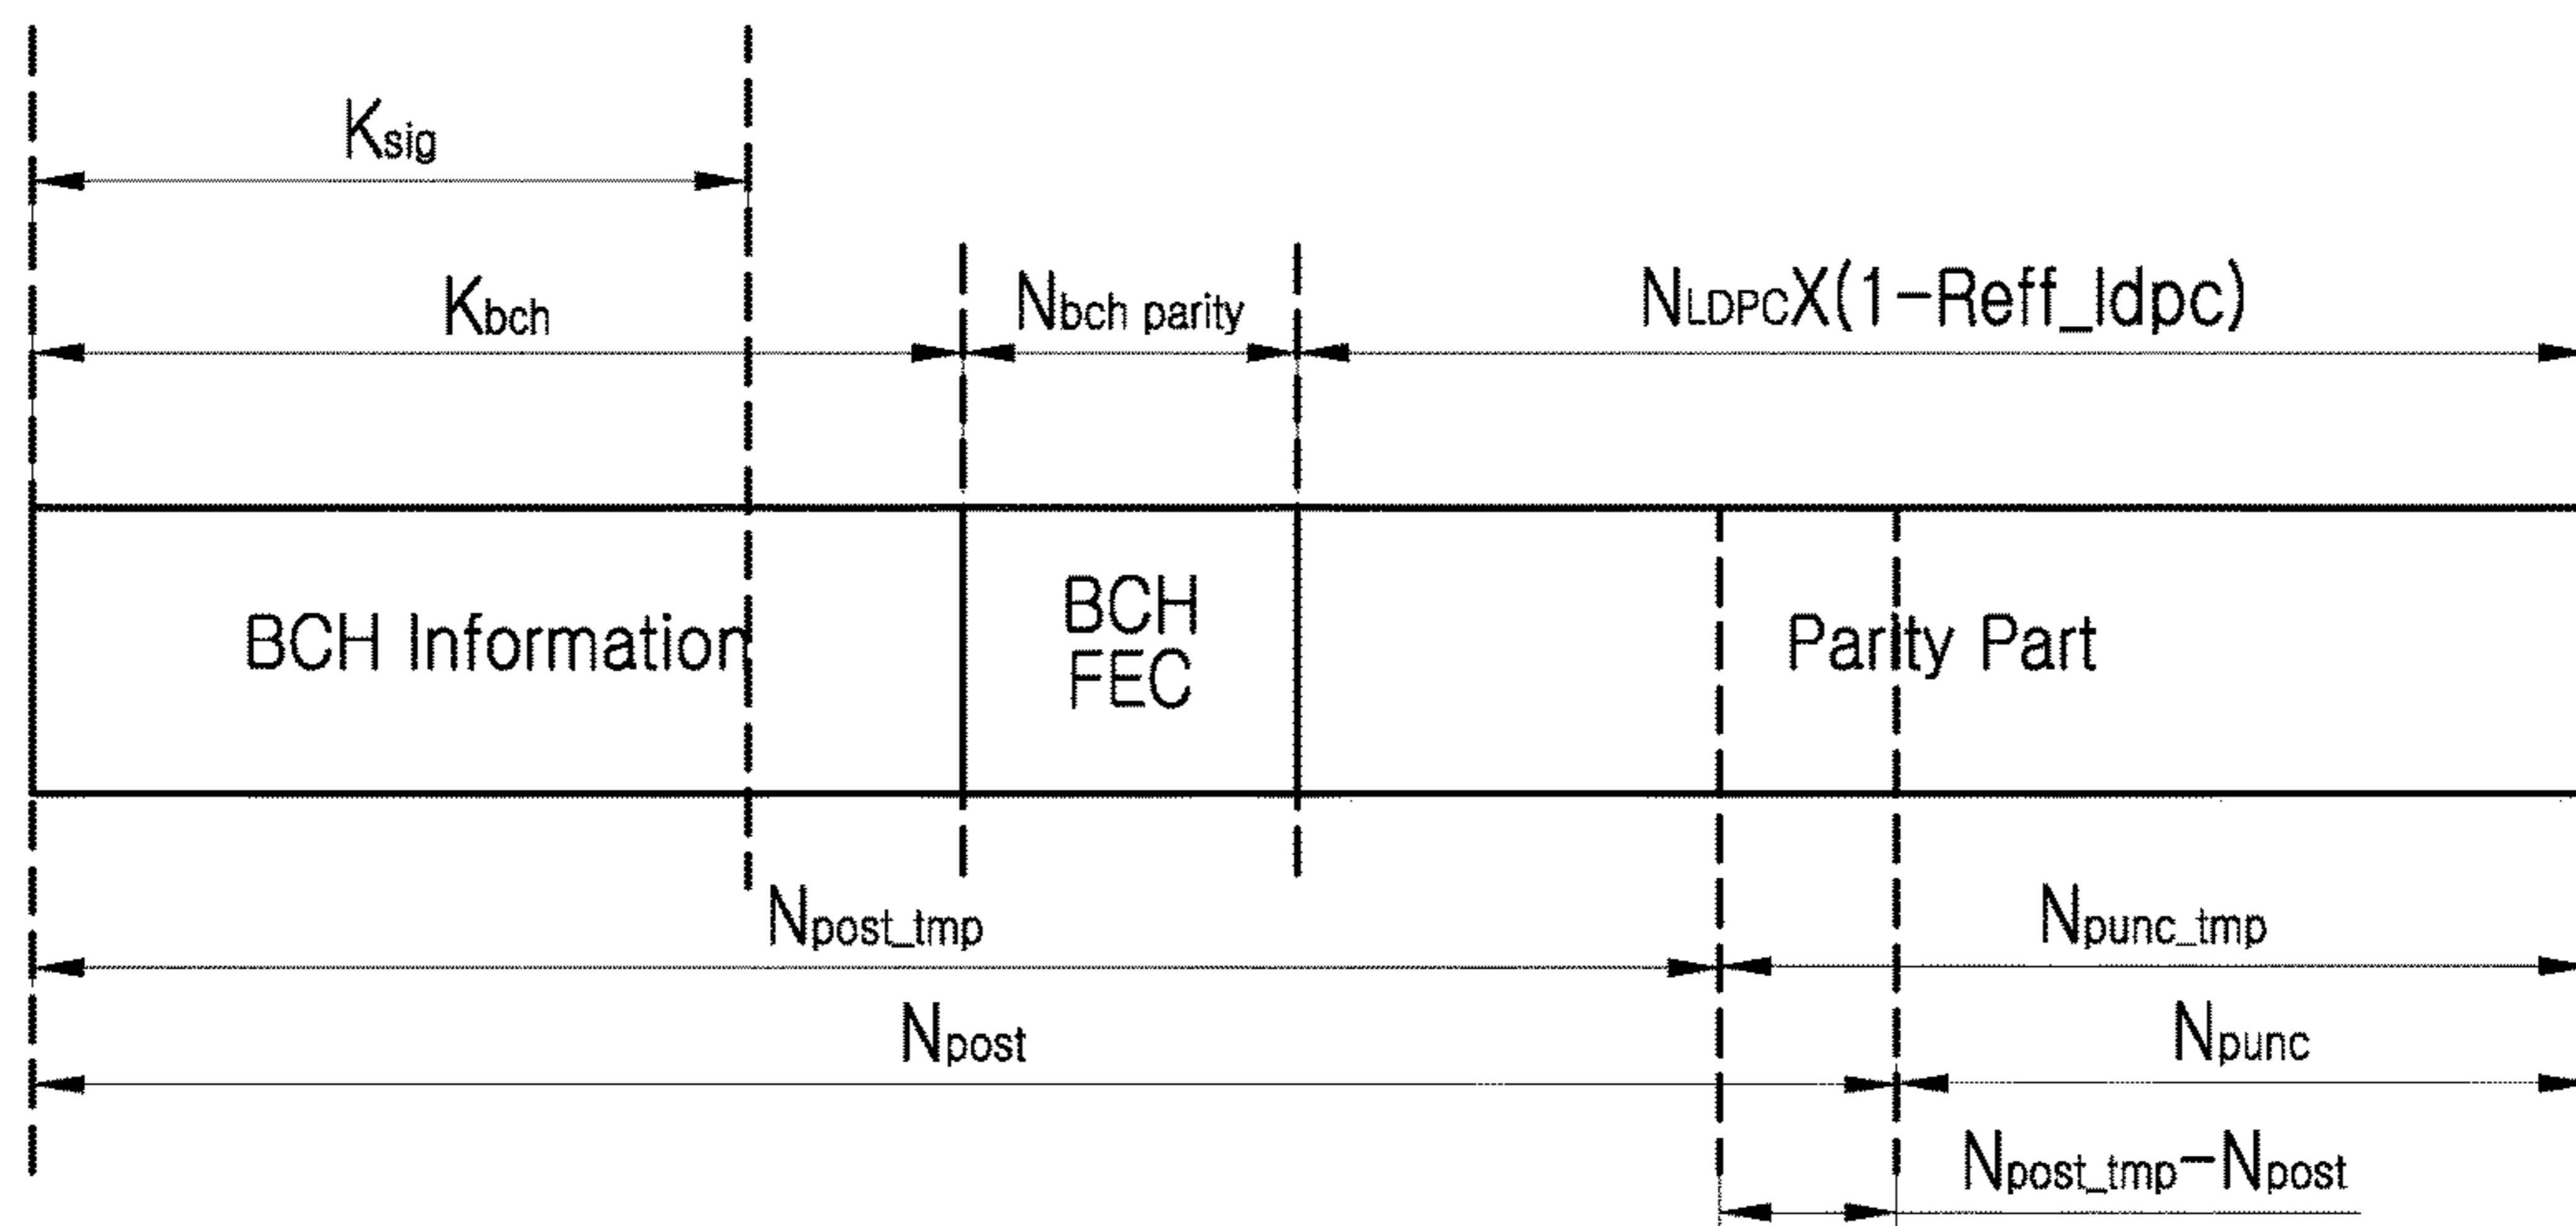 Ksig
Kbch
Nbch parity
NLDPCX(1-Reff_ldpc)
BCH Information
BCH
FEC
Parity Part
Npost_tmp
Npunc_tmp
Npost
Npunc
Npost_tmp-Npost